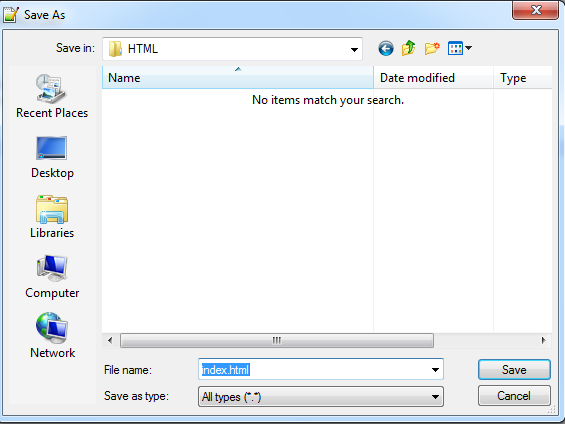 Save As
Save in: HTML
Name Date modified Type
No items match your search.
Recent Places
Desktop
Libraries
Computer
Network
File name: index.html Save
Save as type: All types (*.*) Cancel